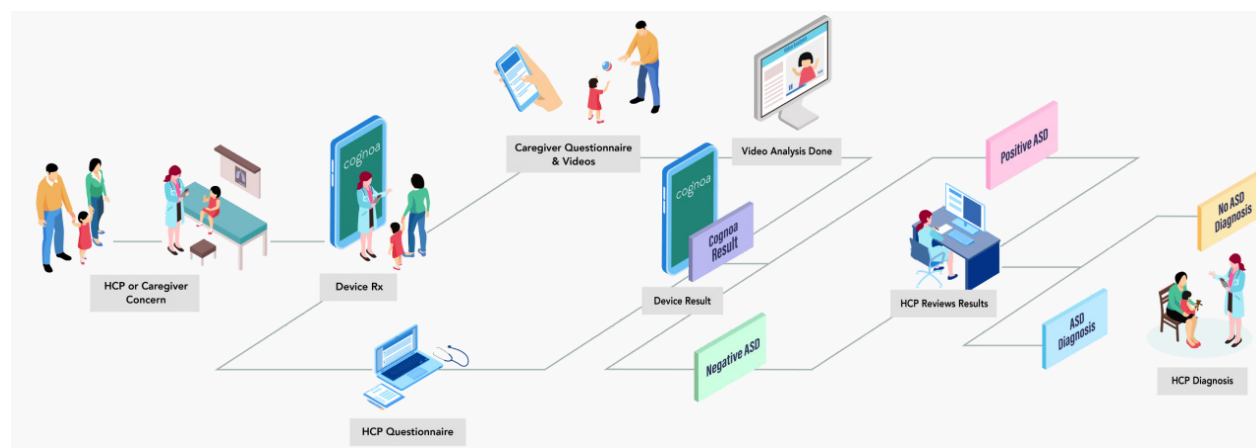 Caregiver Questionnaire
& Videos
Video Analysis Done
cognoa
cognoa
Cognoa
Result
Positive ASD
No ASD
Diagnosis
HCP or Caregiver
Concern
Device Rx
Device Result
HCP Reviews Results
Negative ASD
ASD
Diagnosis
HCP Diagnosis
HCP Questionnaire